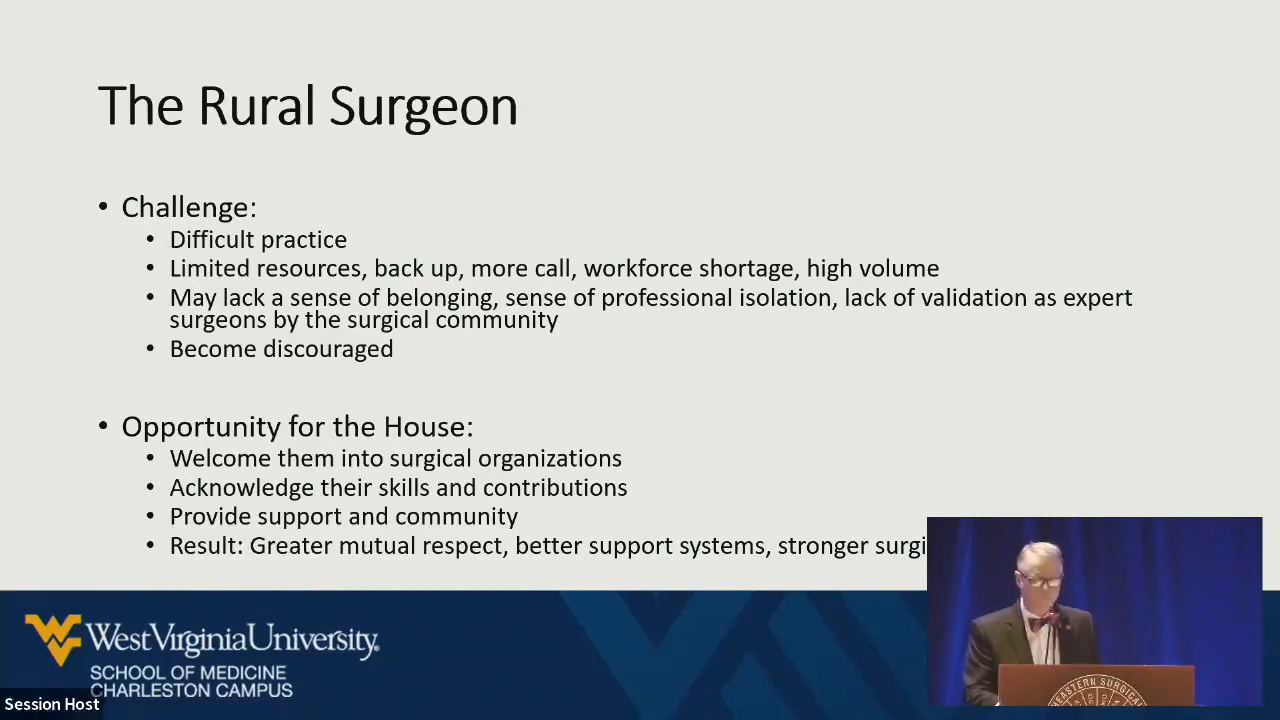 The Rural Surgeon
• Challenge:
• Difficult practice
• Limited resources, back up, more call, workforce shortage, high volume
• May lack a sense of belonging, sense of professional isolation, lack of validation as expert
surgeons by the surgical community
• Become discouraged
• Opportunity for the House:
• Welcome them into surgical organizations
• Acknowledge their skills and contributions
• Provide support and community
• Result: Greater mutual respect, better support systems, stronger
WestVirginiaUniversity®
SCHOOL OF MEDICINE
CHARLESTON CAMPUS
Session Host